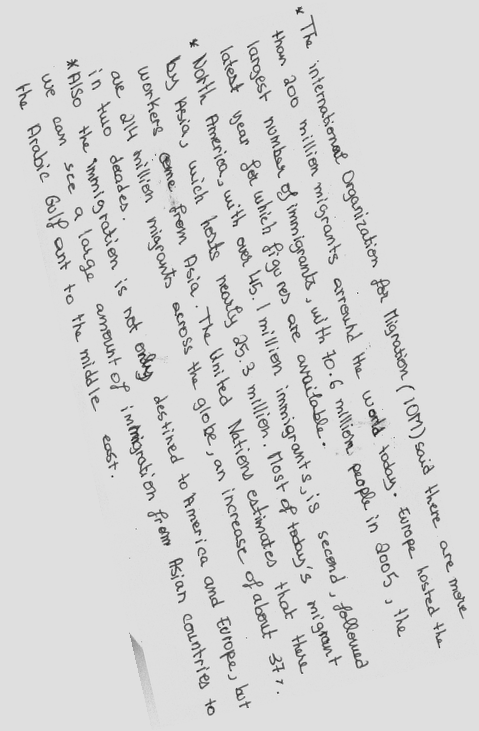 * The international Organization for Migration (IOM) said there are more
than 200 million migrants arround the world today. Europe hosted the
largest number of immigrants, with 70.6 million people in 2005, the
latest year for which figures are available.
* North America, with over 45.1 million immigrants, is second, followed
by Asia, wich hosts nearly 25.3 million. Most of today's migrant
workers come from Asia. The United Nations estimates that there
are 214 million migrants across the globe, an increase of about 37%.
in two decades.
*Also the immigration is not only destined to America and Europe, but
we can see a large amount of immigration from Asian countries to
the Arabic Gulf ant to the middle east.